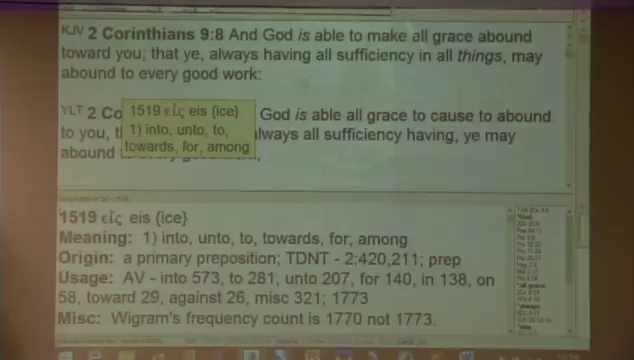 KJV 2 Corinthians 9:8 And God is able to make all grace abound
toward you; that ye, always having all sufficiency in all things, may
abound to every good work:
YLT 2 Co God is able all grace to cause to abound
to you, lways all sufficiency having, ye may
abound
1519 εἰς eis {ice}
1) into, unto, to,
towards, for, among
1519 εἰς eis {ice}
Meaning: 1) into, unto, to, towards, for, among
Origin: a primary preposition; TDNT - 2:420,211; prep
Usage: AV - into 573, to 281, unto 207, for 140, in 138, on
58, toward 29, against 26, misc 321; 1773
Misc: Wigram's frequency count is 1770 not 1773.